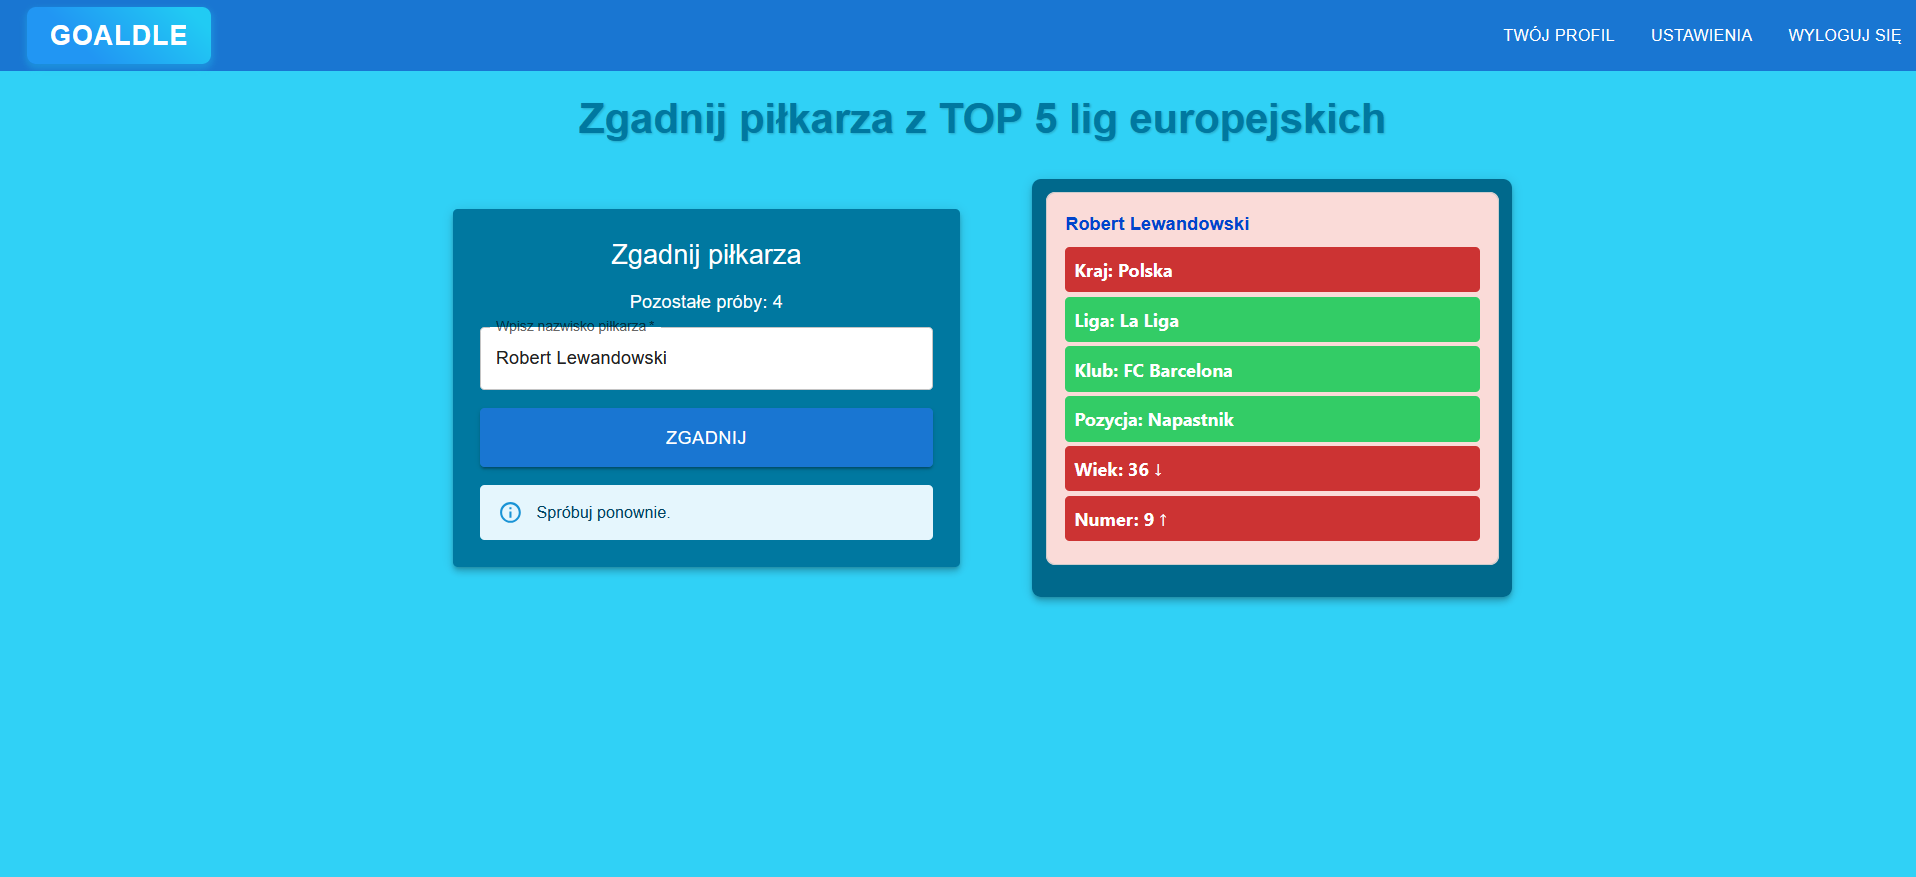 GOALDLE
TWÓJ PROFIL
USTAWIENIA
WYLOGUJ SIĘ
Zgadnij piłkarza z TOP 5 lig europejskich
Zgadnij piłkarza
Pozostałe próby: 4
Wpisz nazwisko piłkarza *
Robert Lewandowski
ZGADNIJ
Spróbuj ponownie.
Robert Lewandowski
Kraj: Polska
Liga: La Liga
Klub: FC Barcelona
Pozycja: Napastnik
Wiek: 36 ↓
Numer: 9 ↑